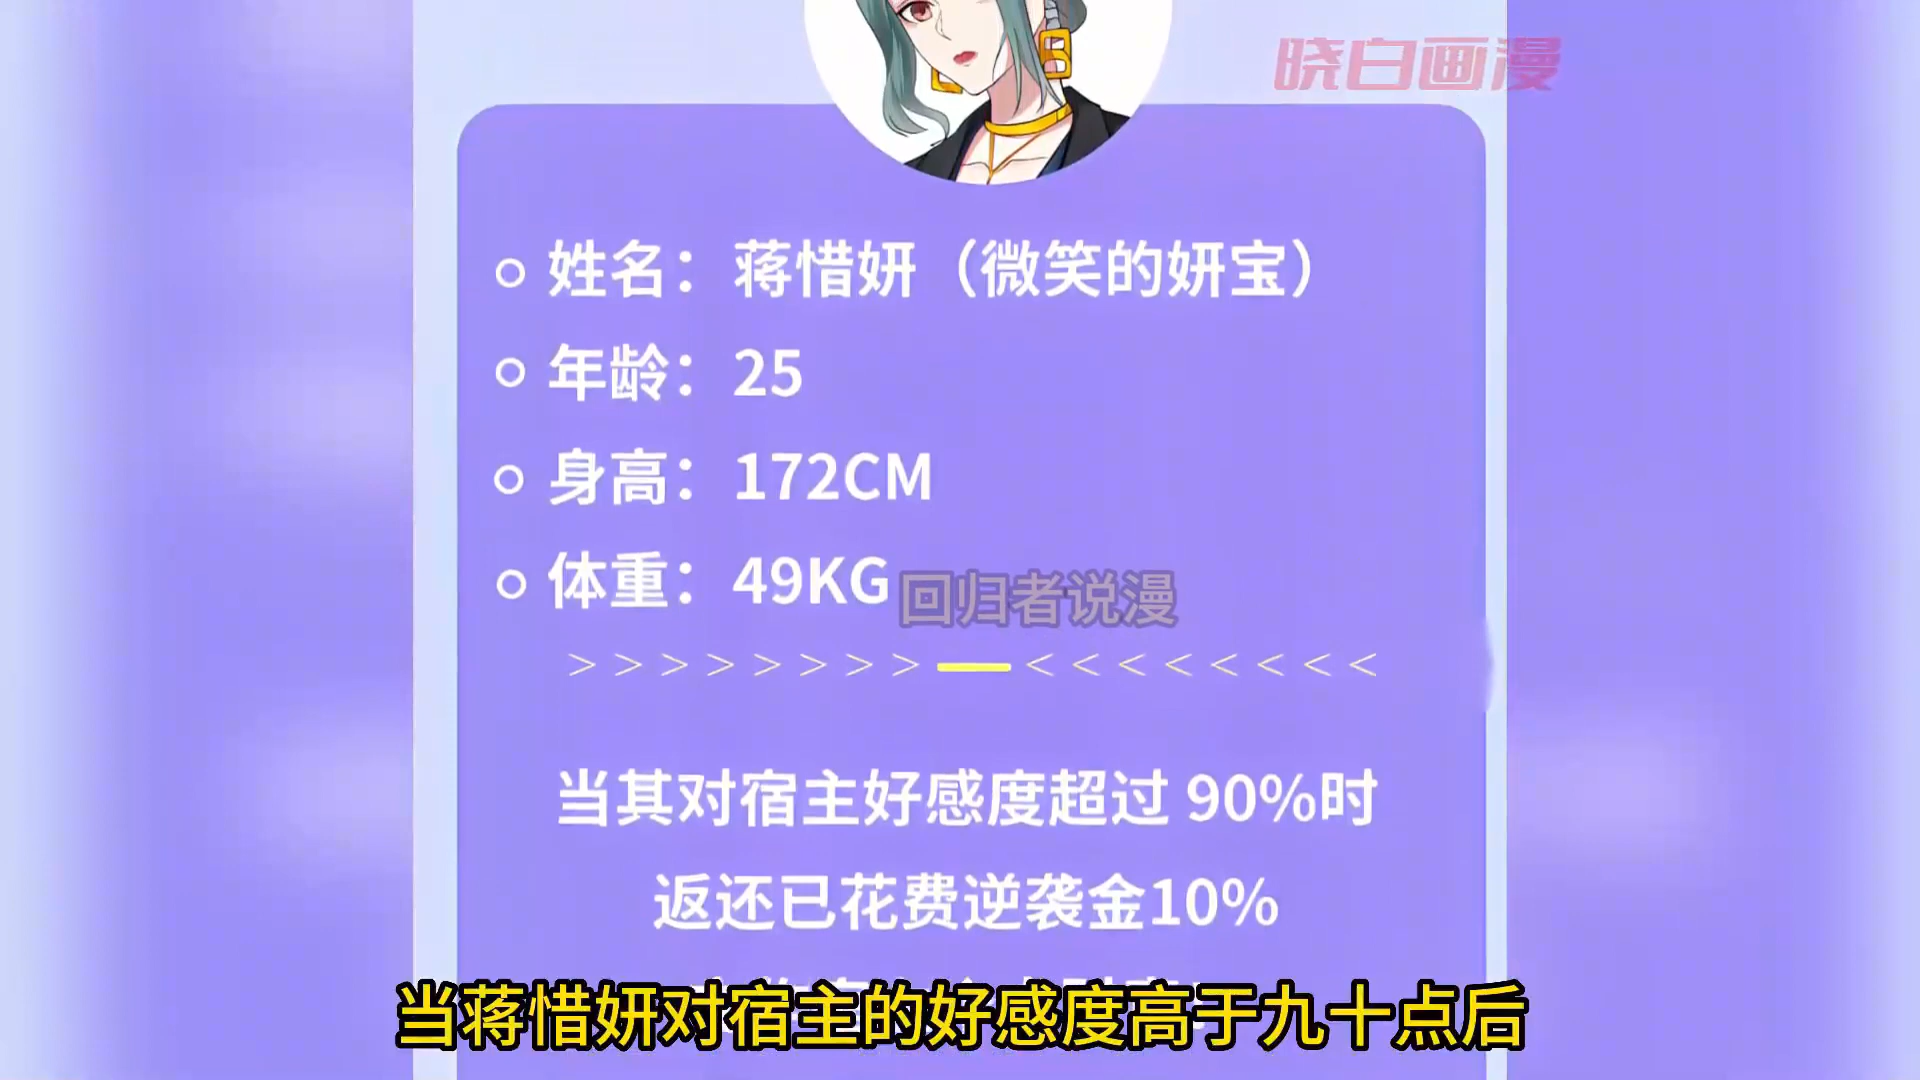 晓白画漫
姓名：蒋惜妍（微笑的妍宝）
年龄：25
身高：172CM
体重：49KG
回归者说漫
> > > > > > > > — < < < < < < < <
当其对宿主好感度超过 90%时
返还已花费逆袭金10%
当蒋惜妍对宿主的好感度高于九十点后